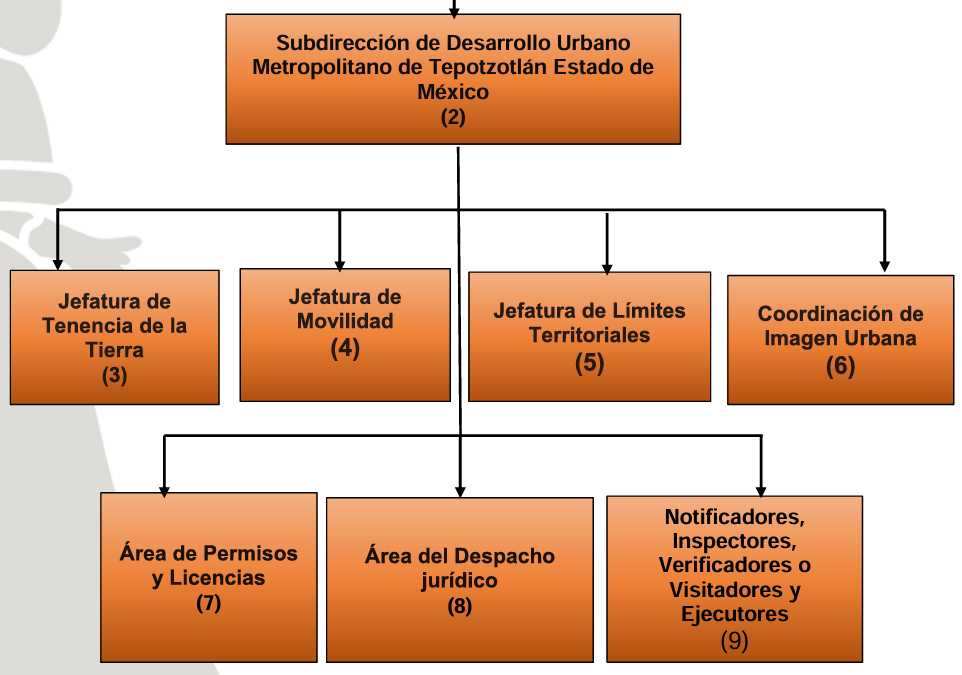 Subdirección de Desarrollo Urbano
Metropolitano de Tepotzotlán Estado de
México
(2)
Jefatura de
Tenencia de la
Tierra
(3)
Jefatura de
Movilidad
(4)
Jefatura de Límites
Territoriales
(5)
Coordinación de
Imagen Urbana
(6)
Área de Permisos
y Licencias
(7)
Área del Despacho
jurídico
(8)
Notificadores,
Inspectores,
Verificadores o
Visitadores y
Ejecutores
(9)